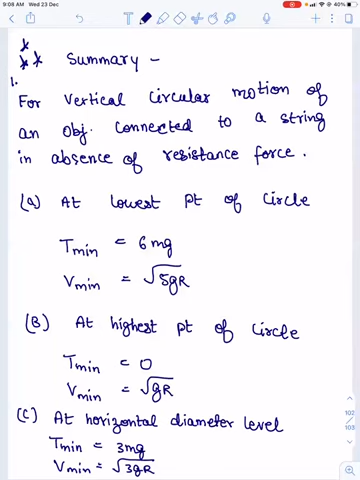 9:08 AM Wed 23 Dec
** Summary -
1.
For vertical circular motion of
an obj. connected to a string
in absence of resistance force.
(a) At lowest pt of circle
Tmin = 6mg
Vmin = √5gR
(B) At highest pt of circle
Tmin = 0
Vmin = √gR
(C) At horizontal diameter level
Tmin = 3mg
Vmin = √3gR
102
103